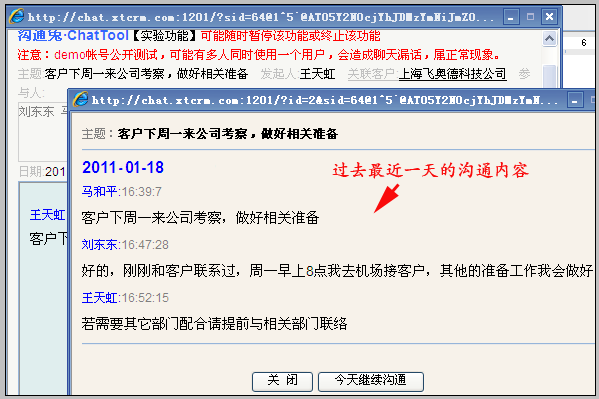 http://chat.xtcrm.com:1201/?sid=64@1^5`@ATO5Y2NOcjYhJDMzYmNiJmZO...
沟通兔·ChatTool【实验功能】可能随时暂停该功能或终止该功能
注意：demo帐号公开测试，可能有多人同时使用一个用户，会造成聊天漏话，属正常现象。
主题:客户下周一来公司考察，做好相关准备 发起人:王天虹 关联客户:上海飞奥德科技公司 参
与人:
刘东东
日期:201
王天虹
客户下
6
http://chat.xtcrm.com:1201/?id=2&sid=64@1^5`@ATO5Y2NOcjYhJDMzYmN...
主题：客户下周一来公司考察，做好相关准备
2011-01-18
过去最近一天的沟通内容
马和平:16:39:7
客户下周一来公司考察，做好相关准备
刘东东:16:47:28
好的，刚刚和客户联系过，周一早上8点我去机场接客户，其他的准备工作我会做好
王天虹:16:52:15
若需要其它部门配合请提前与相关部门联络
关 闭 今天继续沟通